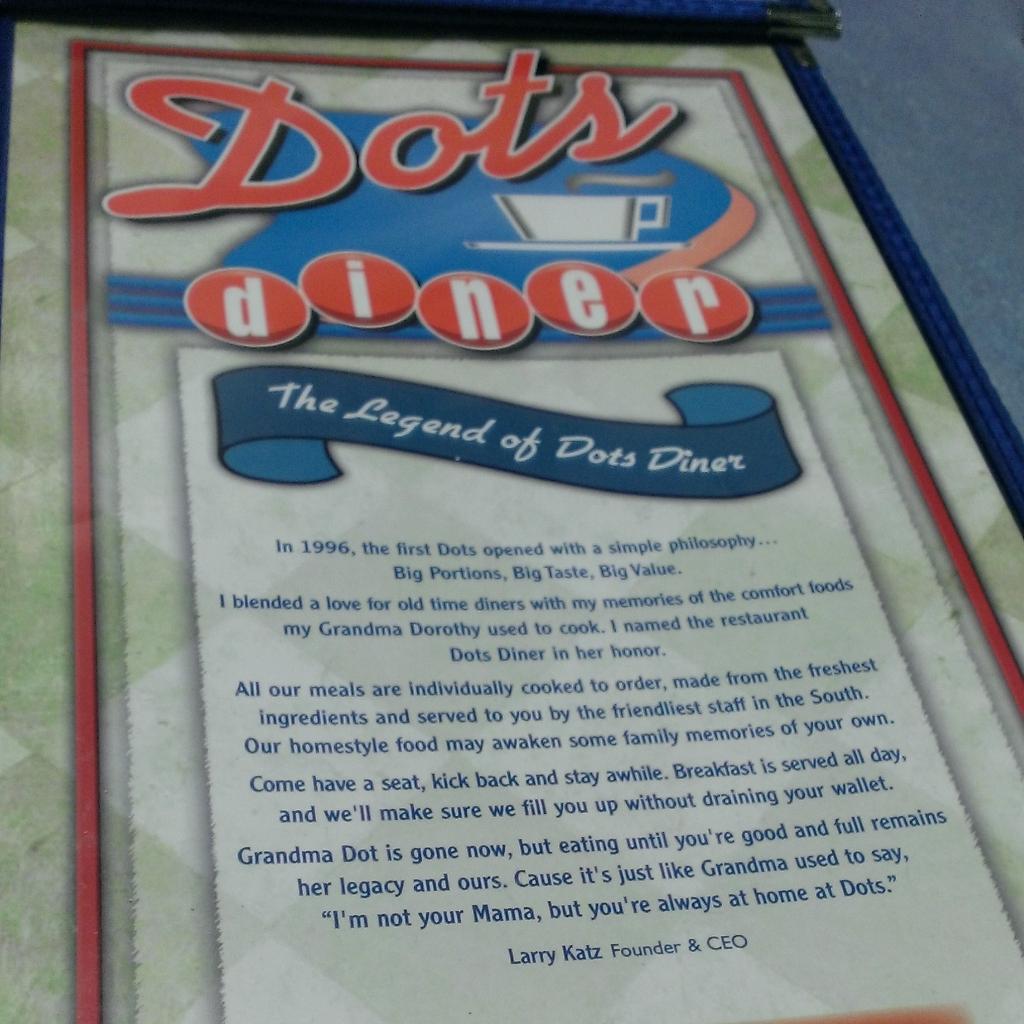 Dots
diner
The Legend of Dots Diner
In 1996, the first Dots opened with a simple philosophy...
Big Portions, Big Taste, Big Value.
I blended a love for old time diners with my memories of the comfort foods
my Grandma Dorothy used to cook. I named the restaurant
Dots Diner in her honor.
All our meals are individually cooked to order, made from the freshest
ingredients and served to you by the friendliest staff in the South.
Our homestyle food may awaken some family memories of your own.
Come have a seat, kick back and stay awhile. Breakfast is served all day,
and we'll make sure we fill you up without draining your wallet.
Grandma Dot is gone now, but eating until you're good and full remains
her legacy and ours. Cause it's just like Grandma used to say,
“I'm not your Mama, but you're always at home at Dots.”
Larry Katz Founder & CEO